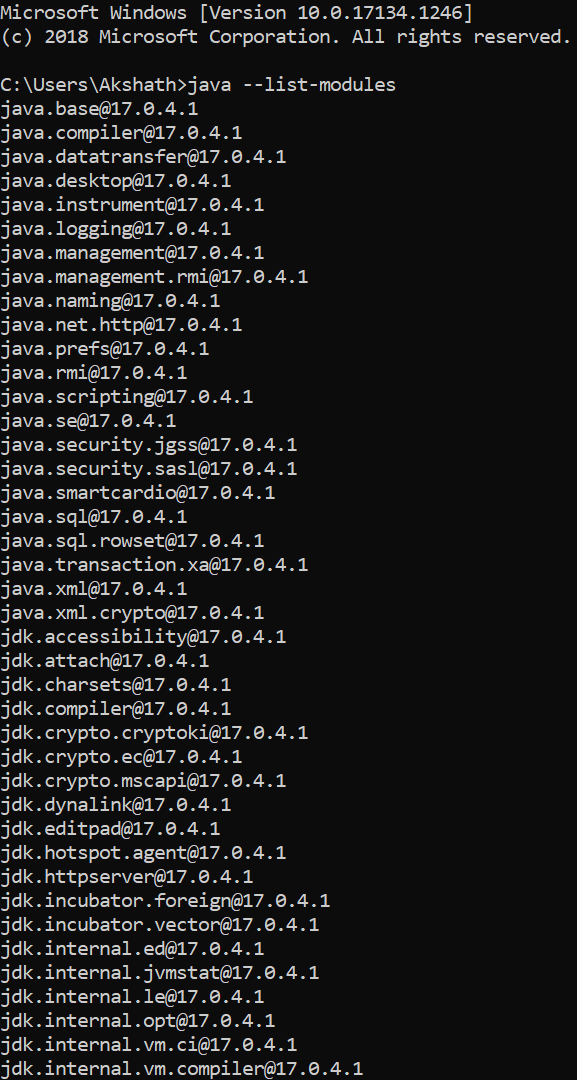 Microsoft Windows [Version 10.0.17134.1246]
(c) 2018 Microsoft Corporation. All rights reserved.
C:\Users\Akshath>java --list-modules
java.base@17.0.4.1
java.compiler@17.0.4.1
java.datatransfer@17.0.4.1
java.desktop@17.0.4.1
java.instrument@17.0.4.1
java.logging@17.0.4.1
java.management@17.0.4.1
java.management.rmi@17.0.4.1
java.naming@17.0.4.1
java.net.http@17.0.4.1
java.prefs@17.0.4.1
java.rmi@17.0.4.1
java.scripting@17.0.4.1
java.se@17.0.4.1
java.security.jgss@17.0.4.1
java.security.sasl@17.0.4.1
java.smartcardio@17.0.4.1
java.sql@17.0.4.1
java.sql.rowset@17.0.4.1
java.transaction.xa@17.0.4.1
java.xml@17.0.4.1
java.xml.crypto@17.0.4.1
jdk.accessibility@17.0.4.1
jdk.attach@17.0.4.1
jdk.charsets@17.0.4.1
jdk.compiler@17.0.4.1
jdk.crypto.cryptoki@17.0.4.1
jdk.crypto.ec@17.0.4.1
jdk.crypto.mscapi@17.0.4.1
jdk.dynalink@17.0.4.1
jdk.editpad@17.0.4.1
jdk.hotspot.agent@17.0.4.1
jdk.httpserver@17.0.4.1
jdk.incubator.foreign@17.0.4.1
jdk.incubator.vector@17.0.4.1
jdk.internal.ed@17.0.4.1
jdk.internal.jvmstat@17.0.4.1
jdk.internal.le@17.0.4.1
jdk.internal.opt@17.0.4.1
jdk.internal.vm.ci@17.0.4.1
jdk.internal.vm.compiler@17.0.4.1